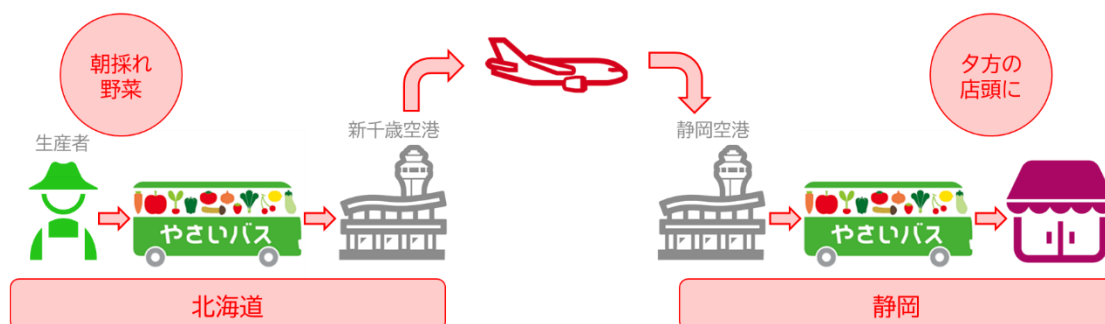 朝採れ
野菜
夕方の
店頭に
生産者
新千歳空港
静岡空港
やさいバス
やさいバス
北海道
静岡